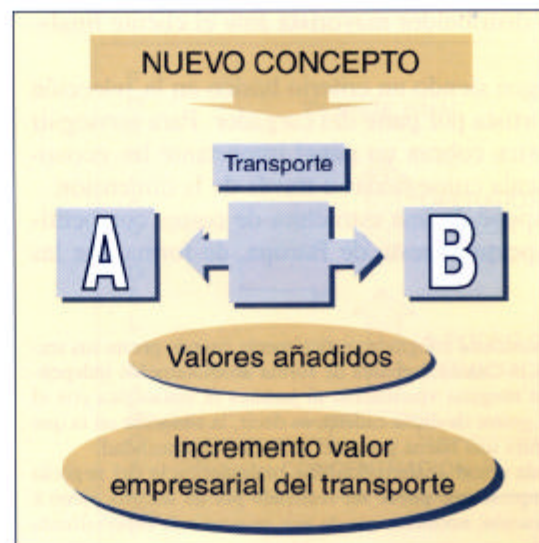 NUEVO CONCEPTO
Transporte
A
B
Valores añadidos
Incremento valor
empresarial del transporte